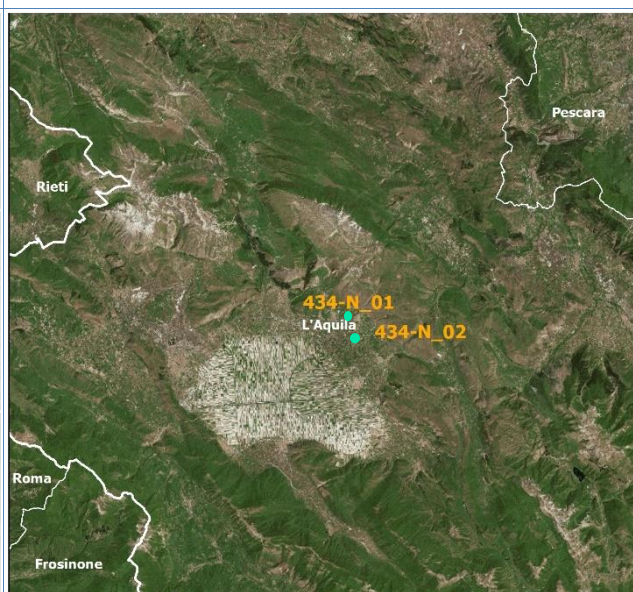 Pescara
Rieti
434-N_01
L'Aquila
434-N_02
Roma
Frosinone